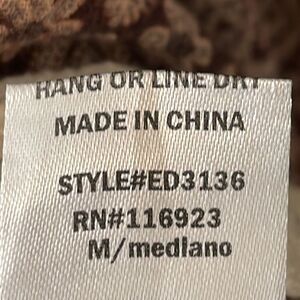 HANG OR LINE DRY
MADE IN CHINA
STYLE#ED3136
RN#116923
M/mediano